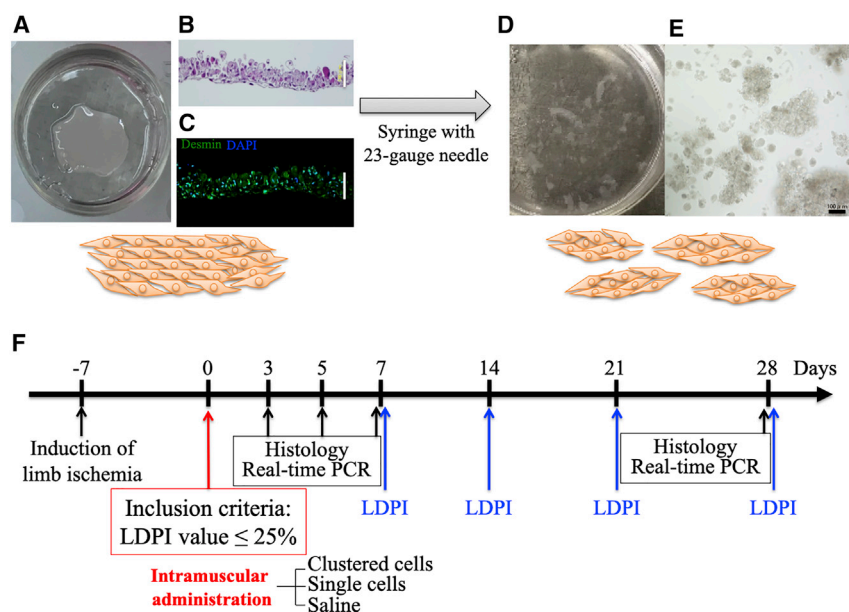 A
B
C
Desmin DAPI
Syringe with
23-gauge needle
D
E
100 μm
F
-7 0 3 5 7 14 21 28 Days
Induction of
limb ischemia
Histology
Real-time PCR
Histology
Real-time PCR
LDPI LDPI LDPI LDPI
Inclusion criteria:
LDPI value ≤ 25%
Intramuscular
administration
Clustered cells
Single cells
Saline